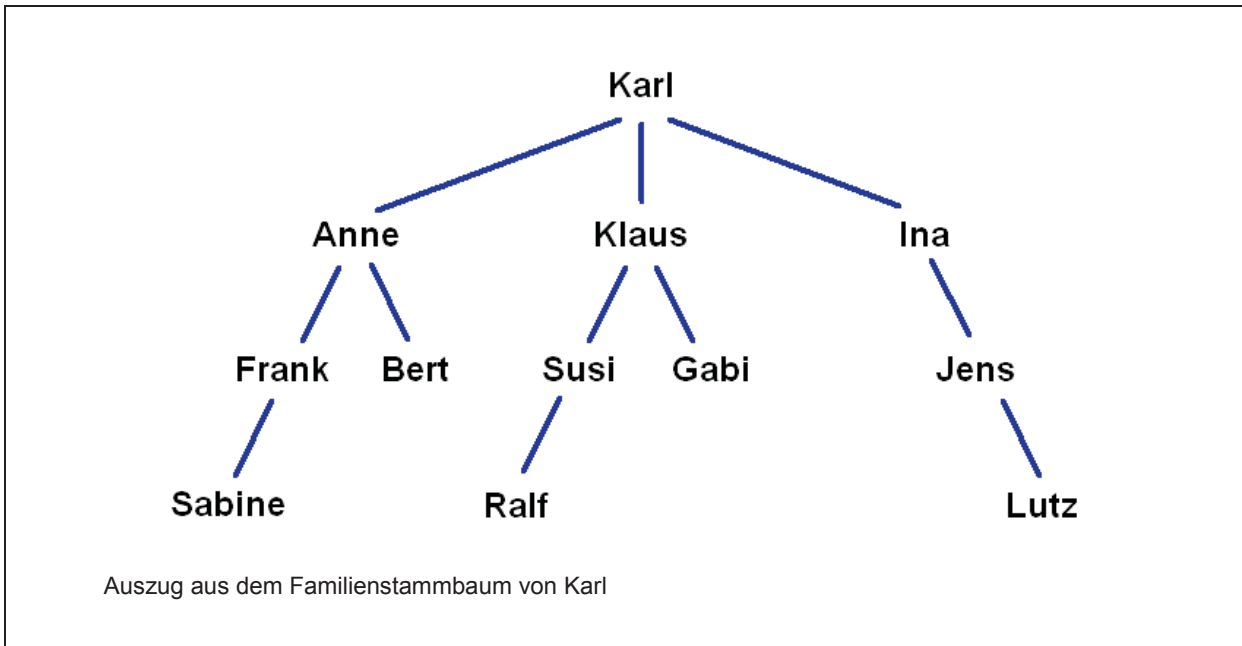 Karl
Anne Klaus Ina
Frank Bert Susi Gabi Jens
Sabine Ralf Lutz
Auszug aus dem Familienstammbaum von Karl